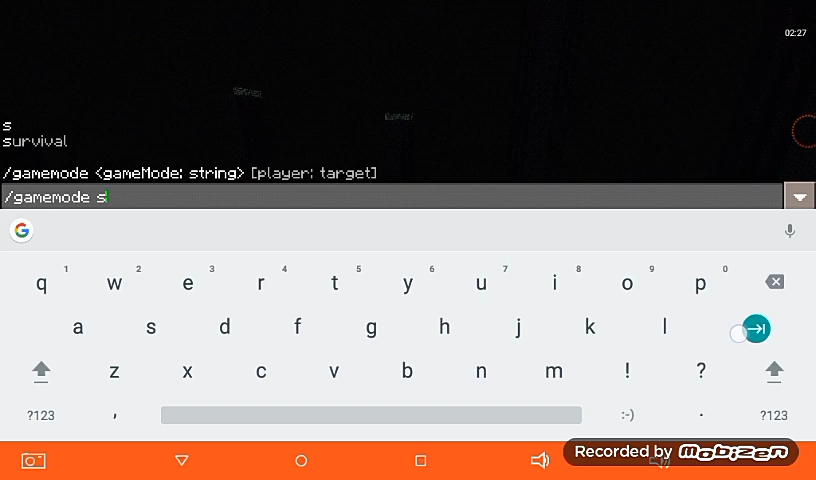 02:27
s
survival
/gamemode <gameMode: string> [player: target]
/gamemode s
G
q 1 w 2 e 3 r 4 t 5 y 6 u 7 i 8 o 9 p 0
a s d f g h j k l
z x c v b n m ! ?
?123 , :-) . ?123
Recorded by mobizen